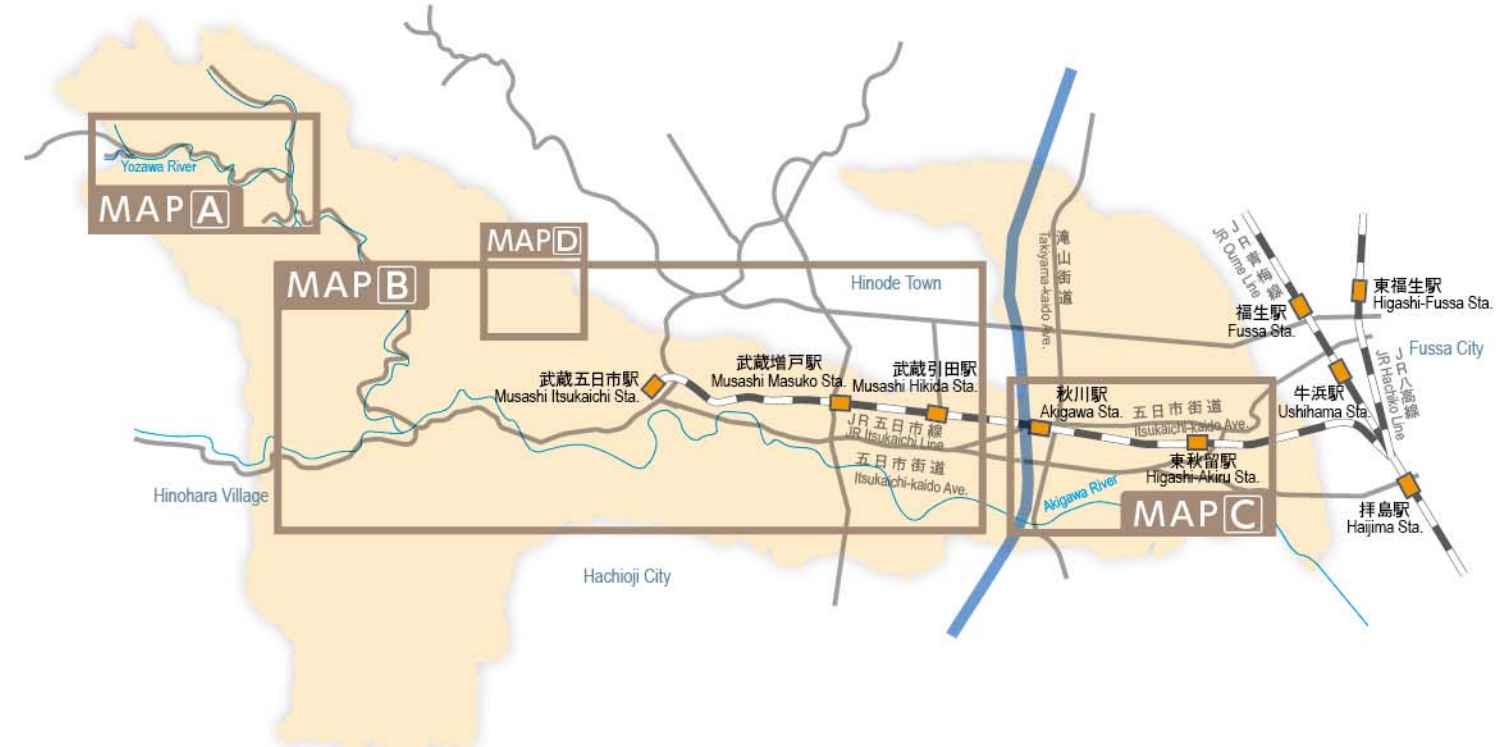 Yozawa River
MAP A
MAP D
MAP B
Hinode Town
滝山街道
Takiyama-kaido Ave.
JR青梅線
JR Oume Line
東福生駅
Higashi-Fussa Sta.
福生駅
Fussa Sta.
Fussa City
JR八高線
JR Hachiko Line
牛浜駅
Ushihama Sta.
武蔵五日市駅
Musashi Itsukaichi Sta.
武蔵増戸駅
Musashi Masuko Sta.
武蔵引田駅
Musashi Hikida Sta.
秋川駅
Akigawa Sta.
五日市街道
Itsukaichi-kaido Ave.
JR五日市線
JR Itsukaichi Line
東秋留駅
Higashi-Akiru Sta.
五日市街道
Itsukaichi-kaido Ave.
Hinohara Village
Akigawa River
MAP C
拝島駅
Haijima Sta.
Hachioji City